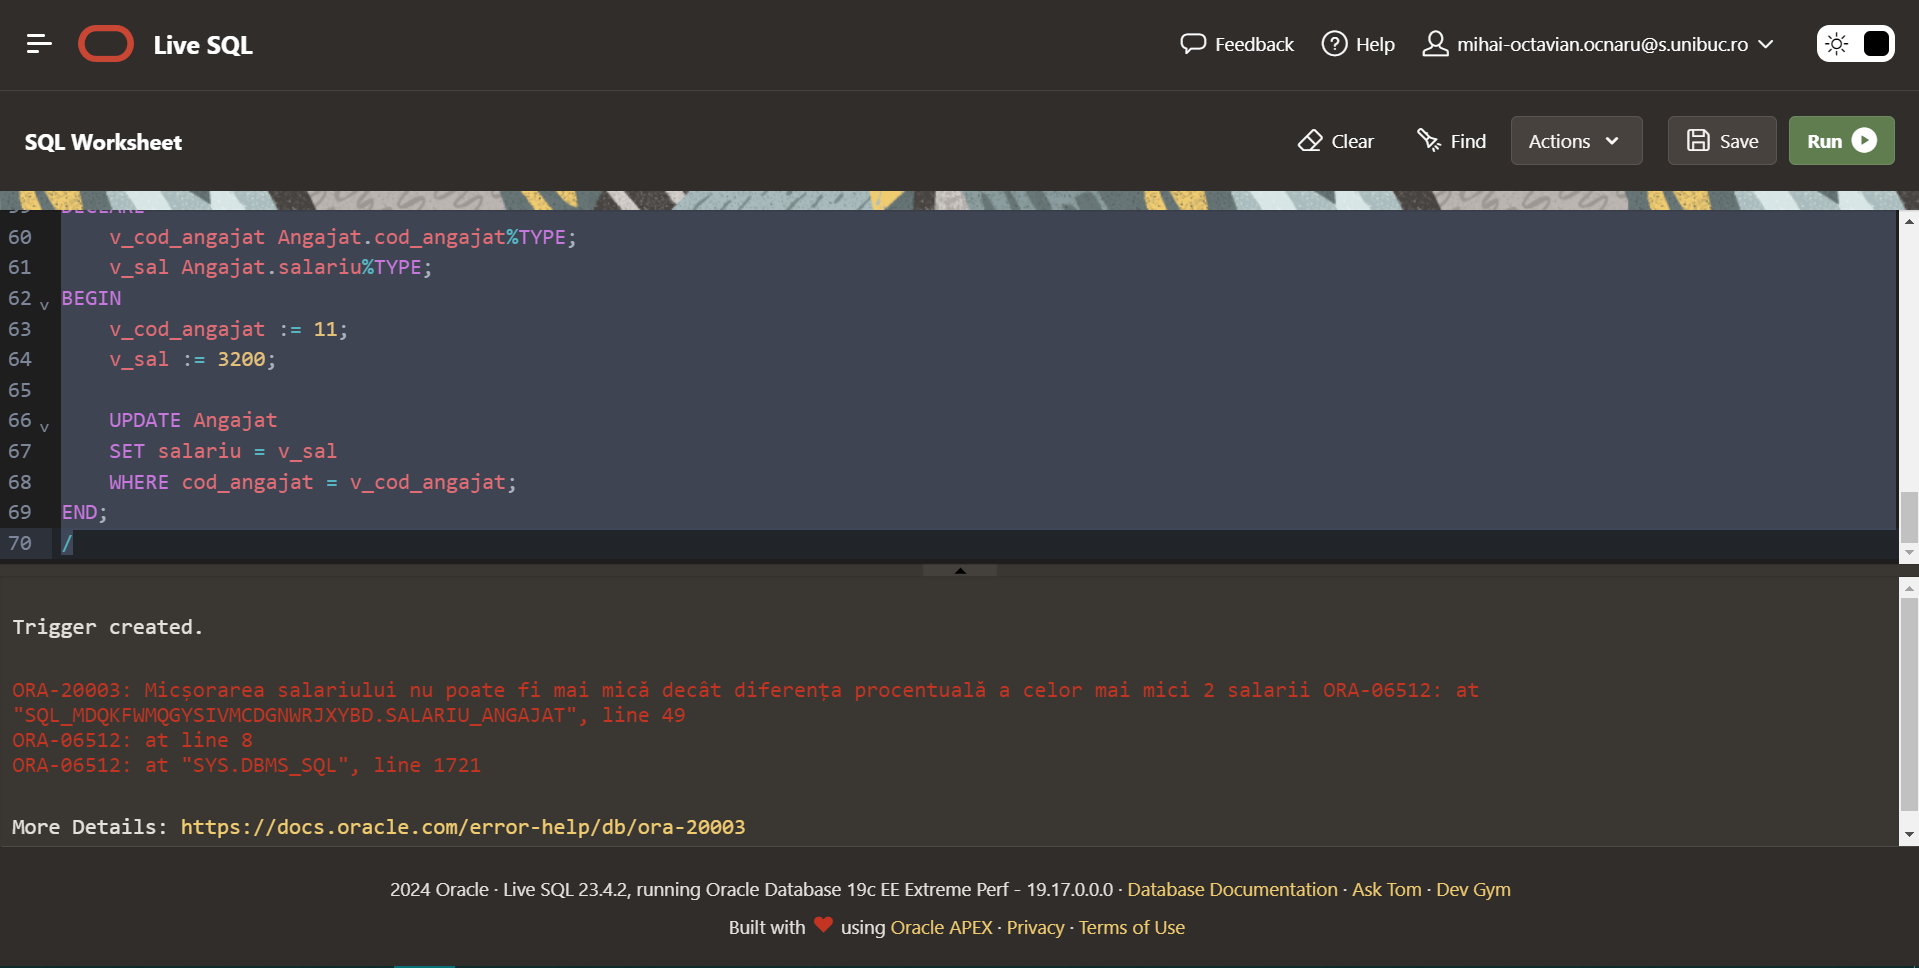 Live SQL
Feedback
Help
mihai-octavian.ocnaru@s.unibuc.ro
SQL Worksheet
Clear
Find
Actions
Save
Run
59 DECLARE
60 v_cod_angajat Angajat.cod_angajat%TYPE;
61 v_sal Angajat.salariu%TYPE;
62 BEGIN
63 v_cod_angajat := 11;
64 v_sal := 3200;
65
66 UPDATE Angajat
67 SET salariu = v_sal
68 WHERE cod_angajat = v_cod_angajat;
69 END;
70 /
Trigger created.
ORA-20003: Micșorarea salariului nu poate fi mai mică decât diferența procentuală a celor mai mici 2 salarii ORA-06512: at
"SQL_MDQKFWMQGYSIVMCDGNWRJXYBD.SALARIU_ANGAJAT", line 49
ORA-06512: at line 8
ORA-06512: at "SYS.DBMS_SQL", line 1721
More Details: https://docs.oracle.com/error-help/db/ora-20003
2024 Oracle · Live SQL 23.4.2, running Oracle Database 19c EE Extreme Perf - 19.17.0.0.0 · Database Documentation · Ask Tom · Dev Gym
Built with ❤ using Oracle APEX · Privacy · Terms of Use